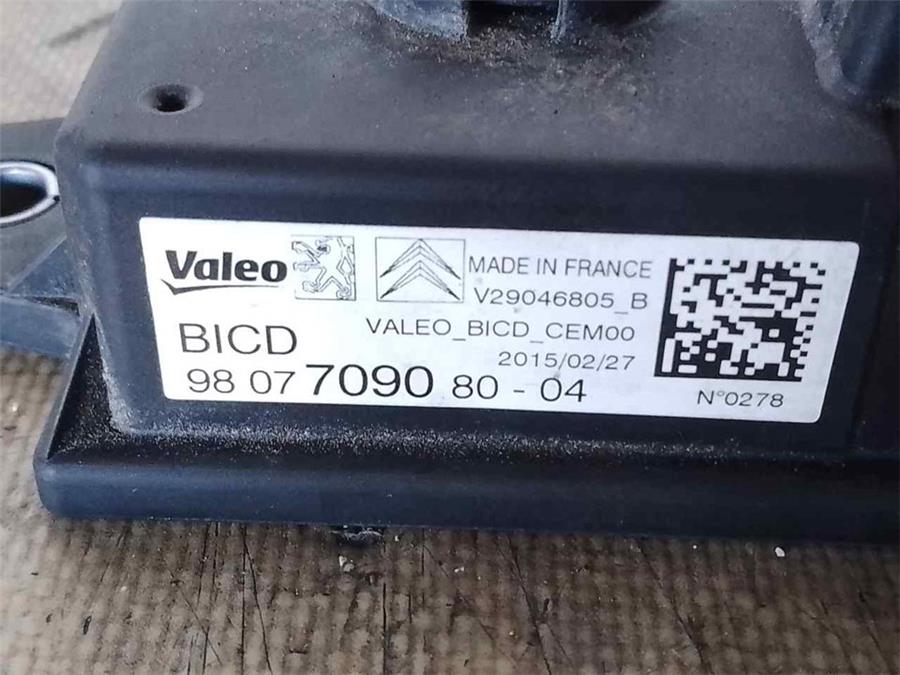 Valeo
MADE IN FRANCE
V29046805_B
VALEO_BICD_CEM00
BICD
2015/02/27
98 07 7090 80 - 04
N°0278